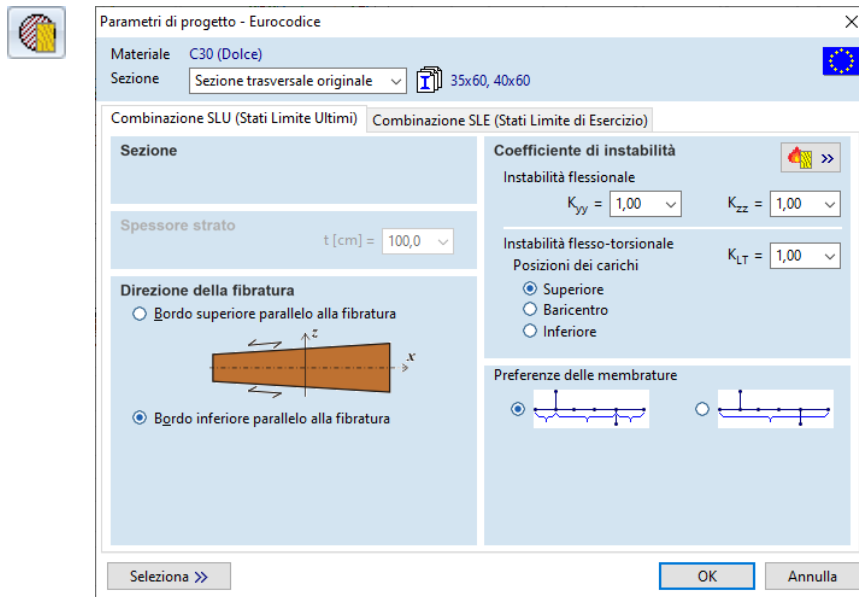 Parametri di progetto - Eurocodice
Materiale C30 (Dolce)
Sezione Sezione trasversale originale I 35x60, 40x60
Combinazione SLU (Stati Limite Ultimi) Combinazione SLE (Stati Limite di Esercizio)
Sezione
Spessore strato
t [cm] = 100,0
Direzione della fibratura
Bordo superiore parallelo alla fibratura
z
x
Bordo inferiore parallelo alla fibratura
Coefficiente di instabilità
>>
Instabilità flessionale
Kyy = 1,00 Kzz = 1,00
Instabilità flesso-torsionale
KLT = 1,00
Posizioni dei carichi
Superiore
Baricentro
Inferiore
Preferenze delle membrature
Seleziona >> OK Annulla